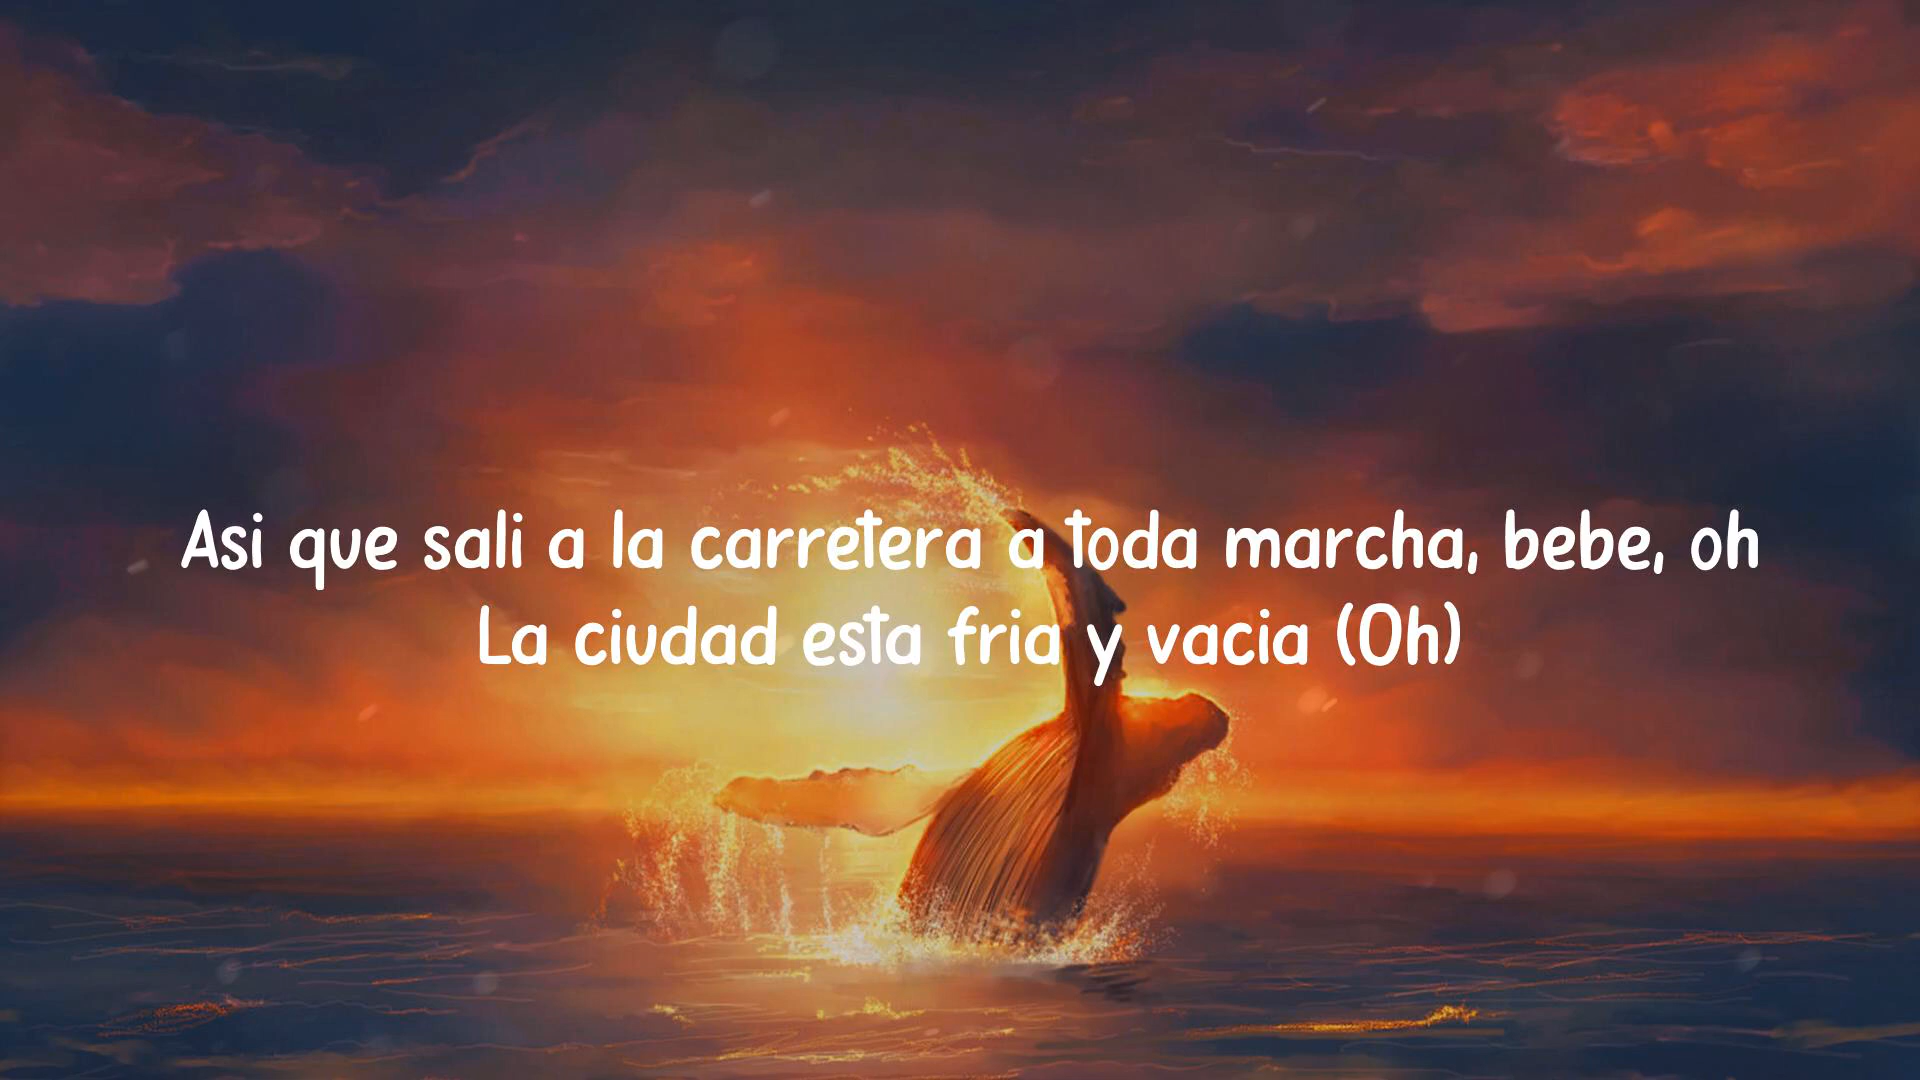 Asi que sali a la carretera a toda marcha, bebe, oh
La ciudad esta fria y vacia (Oh)